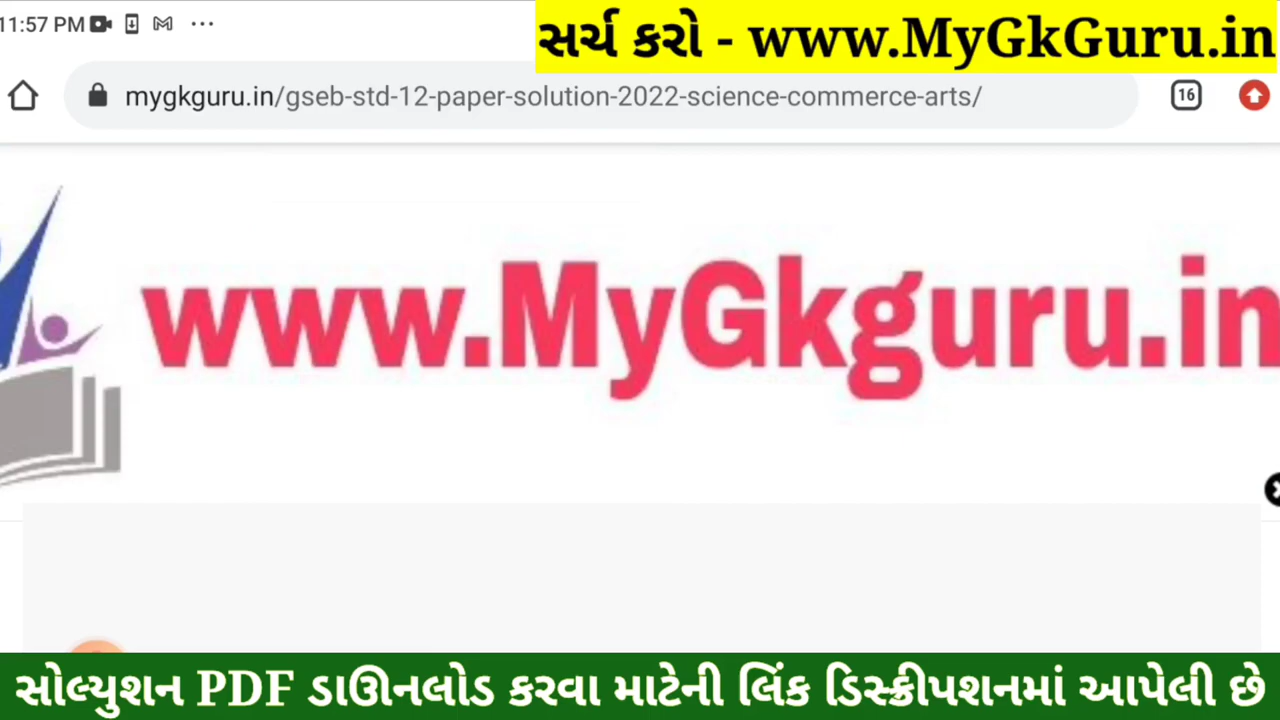 11:57 PM
સર્ચ કરો - www.MyGkGuru.in
mygkguru.in/gseb-std-12-paper-solution-2022-science-commerce-arts/
16
www.MyGkguru.in
સોલ્યુશન PDF ડાઊનલોડ કરવા માટેની લિંક ડિસ્ક્રીપશનમાં આપેલી છે